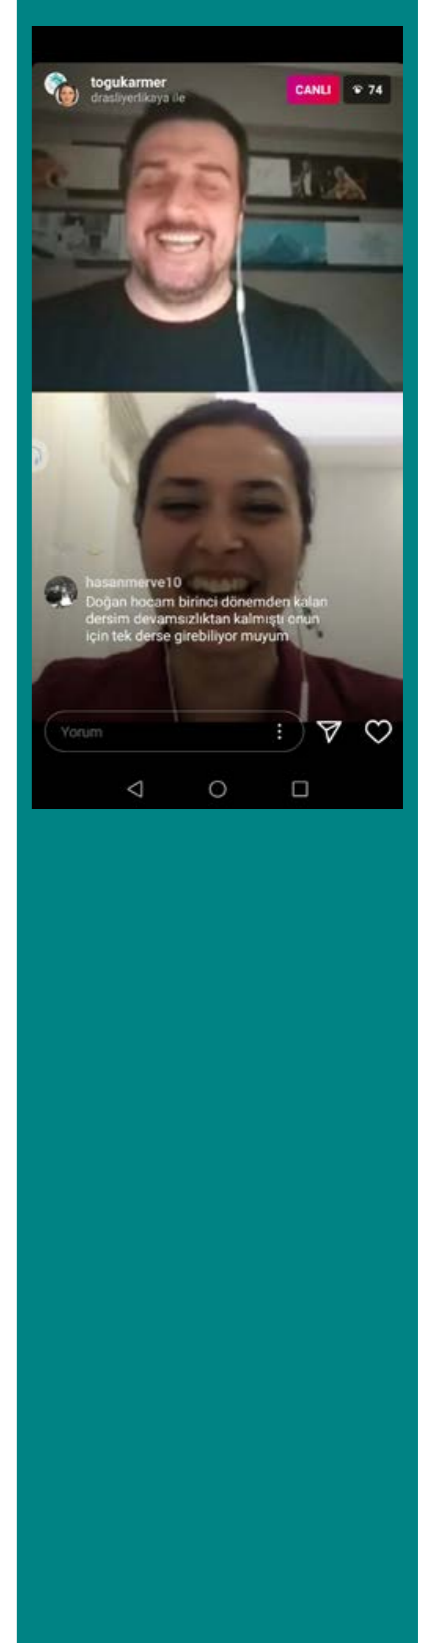 togukarmer
drasliyerlikaya ile
CANLI
74
hasanmerve10
Doğan hocam birinci dönemden kalan
dersim devamsızlıktan kalmıştı onun
için tek derse girebiliyor muyum
Yorum